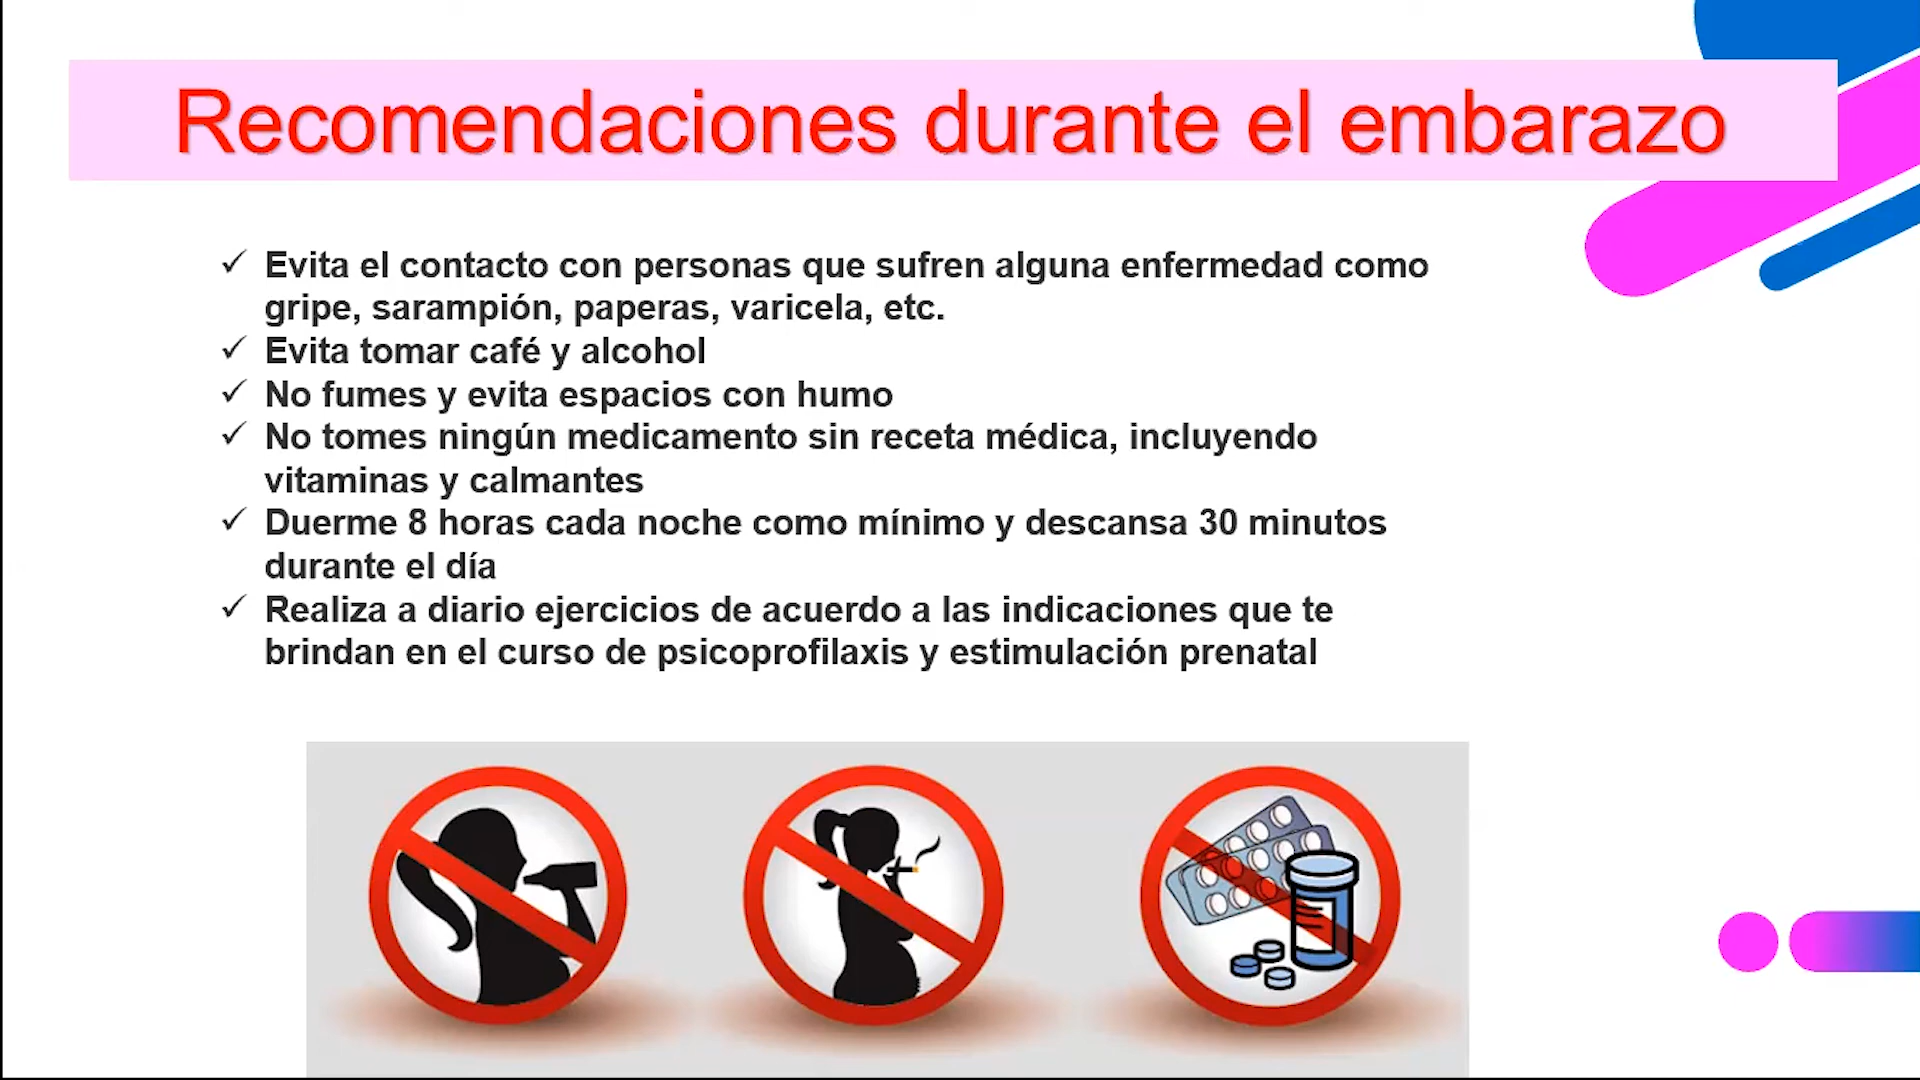 Recomendaciones durante el embarazo
✓ Evita el contacto con personas que sufren alguna enfermedad como
gripe, sarampión, paperas, varicela, etc.
✓ Evita tomar café y alcohol
✓ No fumes y evita espacios con humo
✓ No tomes ningún medicamento sin receta médica, incluyendo
vitaminas y calmantes
✓ Duerme 8 horas cada noche como mínimo y descansa 30 minutos
durante el día
✓ Realiza a diario ejercicios de acuerdo a las indicaciones que te
brindan en el curso de psicoprofilaxis y estimulación prenatal